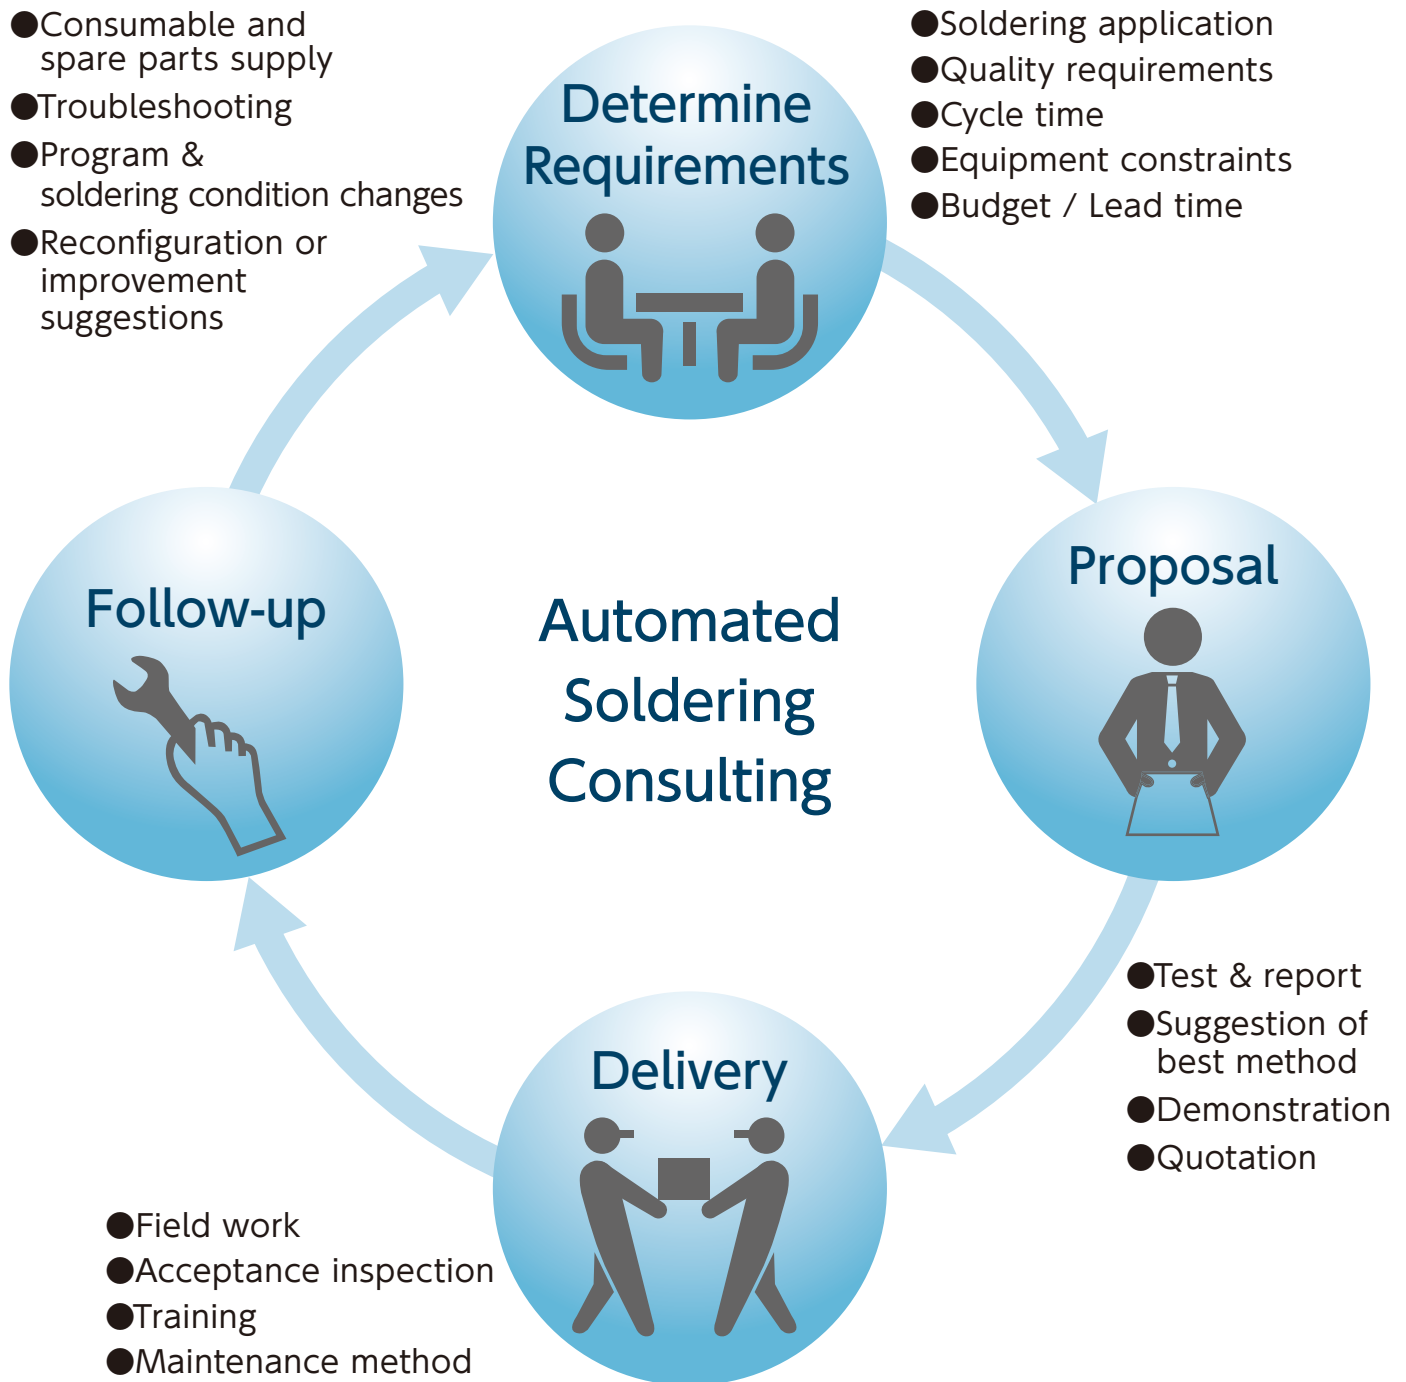 Determine
Requirements
●Soldering application
●Quality requirements
●Cycle time
●Equipment constraints
●Budget / Lead time
Proposal
●Test & report
●Suggestion of
best method
●Demonstration
●Quotation
Delivery
●Field work
●Acceptance inspection
●Training
●Maintenance method
Follow-up
●Consumable and
spare parts supply
●Troubleshooting
●Program &
soldering condition changes
●Reconfiguration or
improvement
suggestions
Automated
Soldering
Consulting